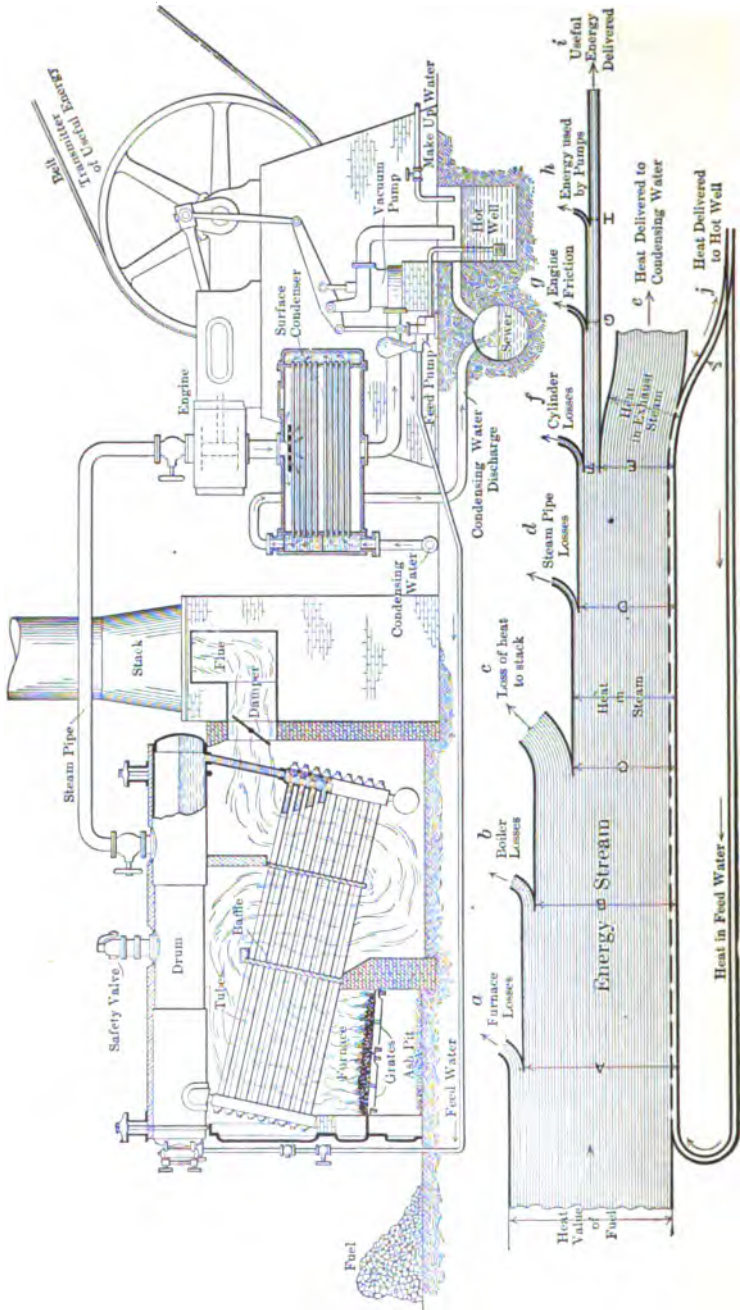 Belt
Transmitter
of Useful Energy
Steam Pipe
Safety Valve
Stack
Engine
Surface
Condenser
Vacuum
Pump
Make Up Water
Drum
Flue
Damper
Tubes
Baffle
Furnace
Grates
Ash Pit
Fuel
Feed Water
Condensing
Water
Feed Pump
Hot
Well
Sewer
Condensing Water
Discharge
a
Furnace
Losses
b
Boiler
Losses
c
Loss of heat
to stack
d
Steam Pipe
Losses
f
Cylinder
Losses
g
Engine
Friction
h
Energy used
by Pumps
i
Useful
Energy
Delivered
e
Heat Delivered to
Condensing Water
j
Heat Delivered
to Hot Well
Heat
Value
of
Fuel
A
Energy B Stream
C
Heat
in
Steam
D
E
F
Heat
in Exhaust
Steam
G
H
Heat in Feed Water